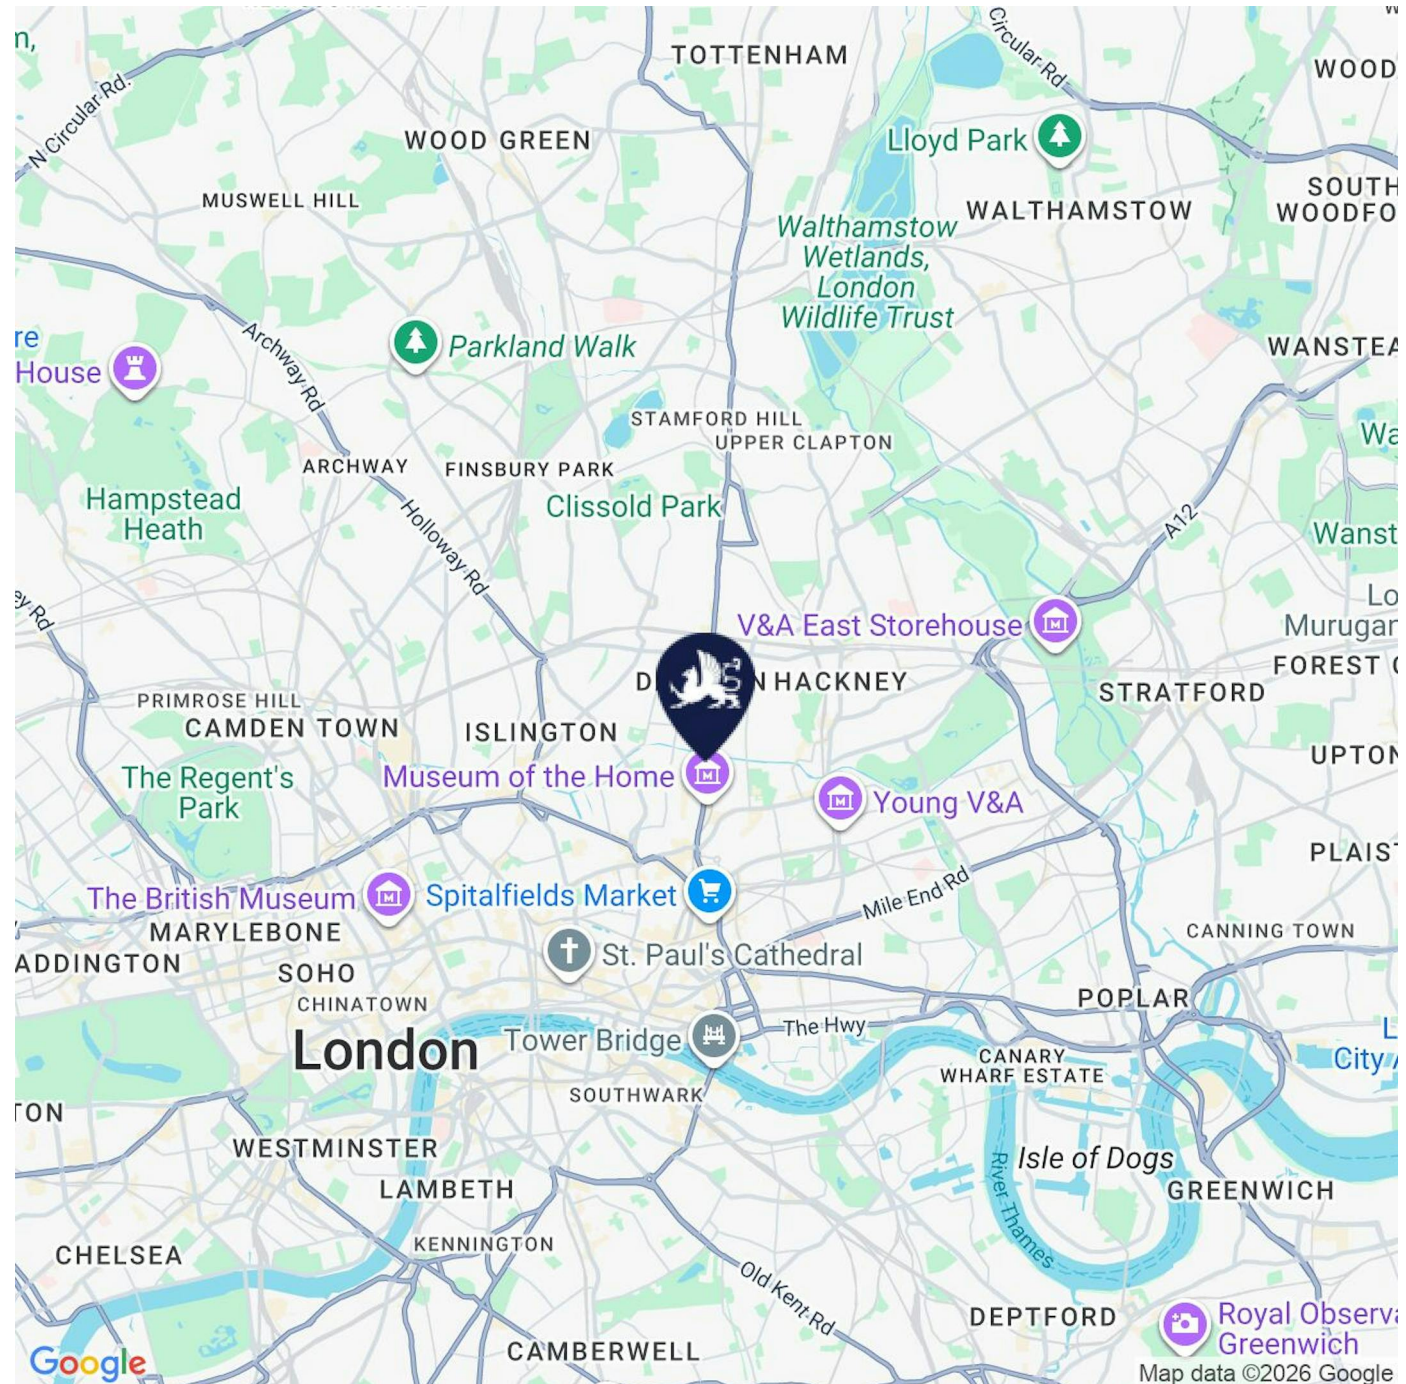 TOTTENHAM
Circular Rd
WOOD
N Circular Rd.
WOOD GREEN
Lloyd Park
MUSWELL HILL
SOUTH
WOODFO
WALTHAMSTOW
Walthamstow
Wetlands,
London
Wildlife Trust
re
House
Archway Rd
Parkland Walk
WANSTEA
STAMFORD HILL
UPPER CLAPTON
Wa
ARCHWAY
FINSBURY PARK
Clissold Park
Hampstead
Heath
Holloway Rd
A12
Wanst
ey Rd
V&A East Storehouse
Lo
Murugan
FOREST
HACKNEY
STRATFORD
PRIMROSE HILL
CAMDEN TOWN
ISLINGTON
UPTON
The Regent's
Park
Museum of the Home
Young V&A
PLAIST
The British Museum
Spitalfields Market
Mile End Rd
MARYLEBONE
CANNING TOWN
ADDINGTON
SOHO
St. Paul's Cathedral
CHINATOWN
POPLAR
London
Tower Bridge
The Hwy
L
City
CANARY
WHARF ESTATE
SOUTHWARK
TON
WESTMINSTER
Isle of Dogs
River Thames
LAMBETH
GREENWICH
KENNINGTON
CHELSEA
Old Kent Rd
DEPTFORD
Royal Observa
Greenwich
CAMBERWELL
Google
Map data ©2026 Google